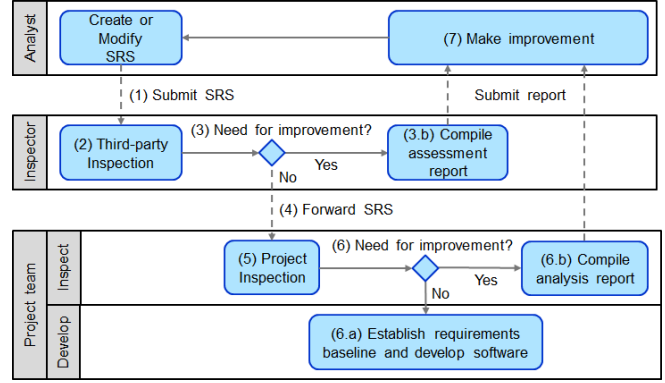 Analyst
Create or
Modify
SRS
(7) Make improvement
(1) Submit SRS
Submit report
Inspector
(2) Third-party
Inspection
(3) Need for improvement?
Yes
No
(3.b) Compile
assessment
report
(4) Forward SRS
Project team
Inspect
(5) Project
Inspection
(6) Need for improvement?
Yes
No
(6.b) Compile
analysis report
Develop
(6.a) Establish requirements
baseline and develop software